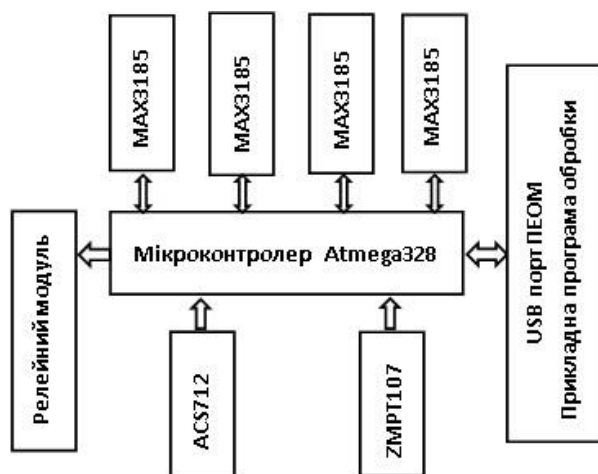 MAX3185
MAX3185
MAX3185
MAX3185
Релейний модуль
Мікроконтролер Atmega328
USB порт ПЕОМ
Прикладна програма обробки
ACS712
ZMPT107